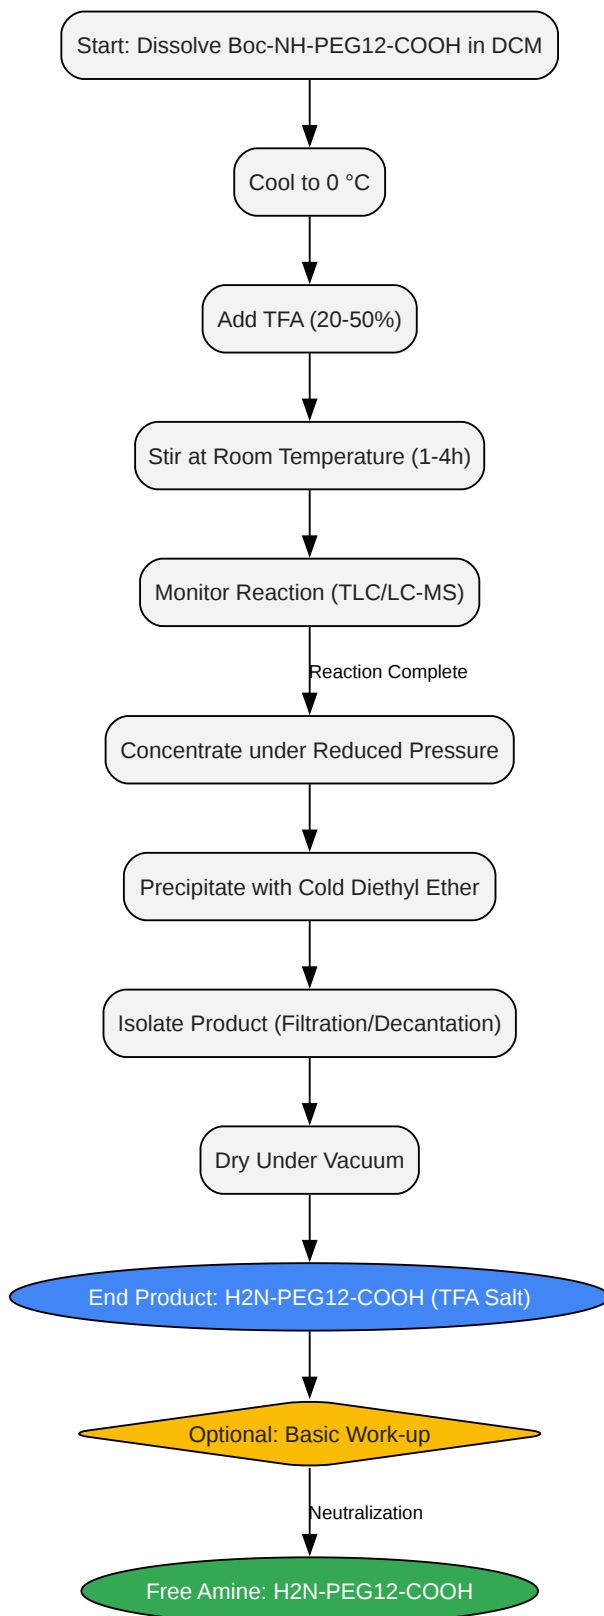 Start: Dissolve Boc-NH-PEG12-COOH in DCM
Cool to 0 °C
Add TFA (20-50%)
Stir at Room Temperature (1-4h)
Monitor Reaction (TLC/LC-MS)
Reaction Complete
Concentrate under Reduced Pressure
Precipitate with Cold Diethyl Ether
Isolate Product (Filtration/Decantation)
Dry Under Vacuum
End Product: H2N-PEG12-COOH (TFA Salt)
Optional: Basic Work-up
Neutralization
Free Amine: H2N-PEG12-COOH